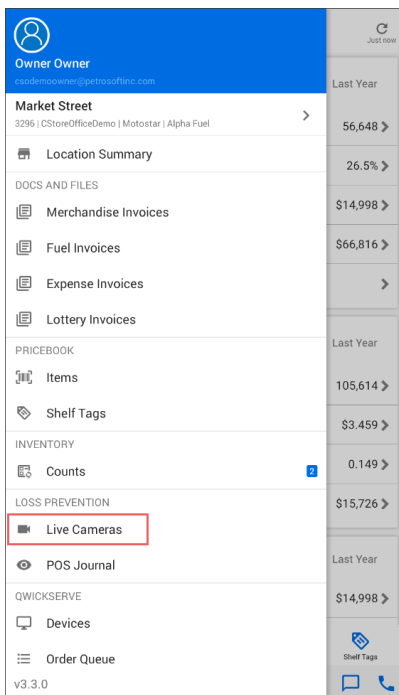 Owner Owner
csodemoowner@petrosoftinc.com
Market Street
3296 | CStoreOfficeDemo | Motostar | Alpha Fuel
Location Summary
DOCS AND FILES
Merchandise Invoices
Fuel Invoices
Expense Invoices
Lottery Invoices
PRICEBOOK
Items
Shelf Tags
INVENTORY
Counts 2
LOSS PREVENTION
Live Cameras
POS Journal
QWICKSERVE
Devices
Order Queue
v3.3.0
Just now
Last Year
56,648
26.5%
$14,998
$66,816
Last Year
105,614
$3.459
0.149
$15,726
Last Year
$14,998
Shelf Tags